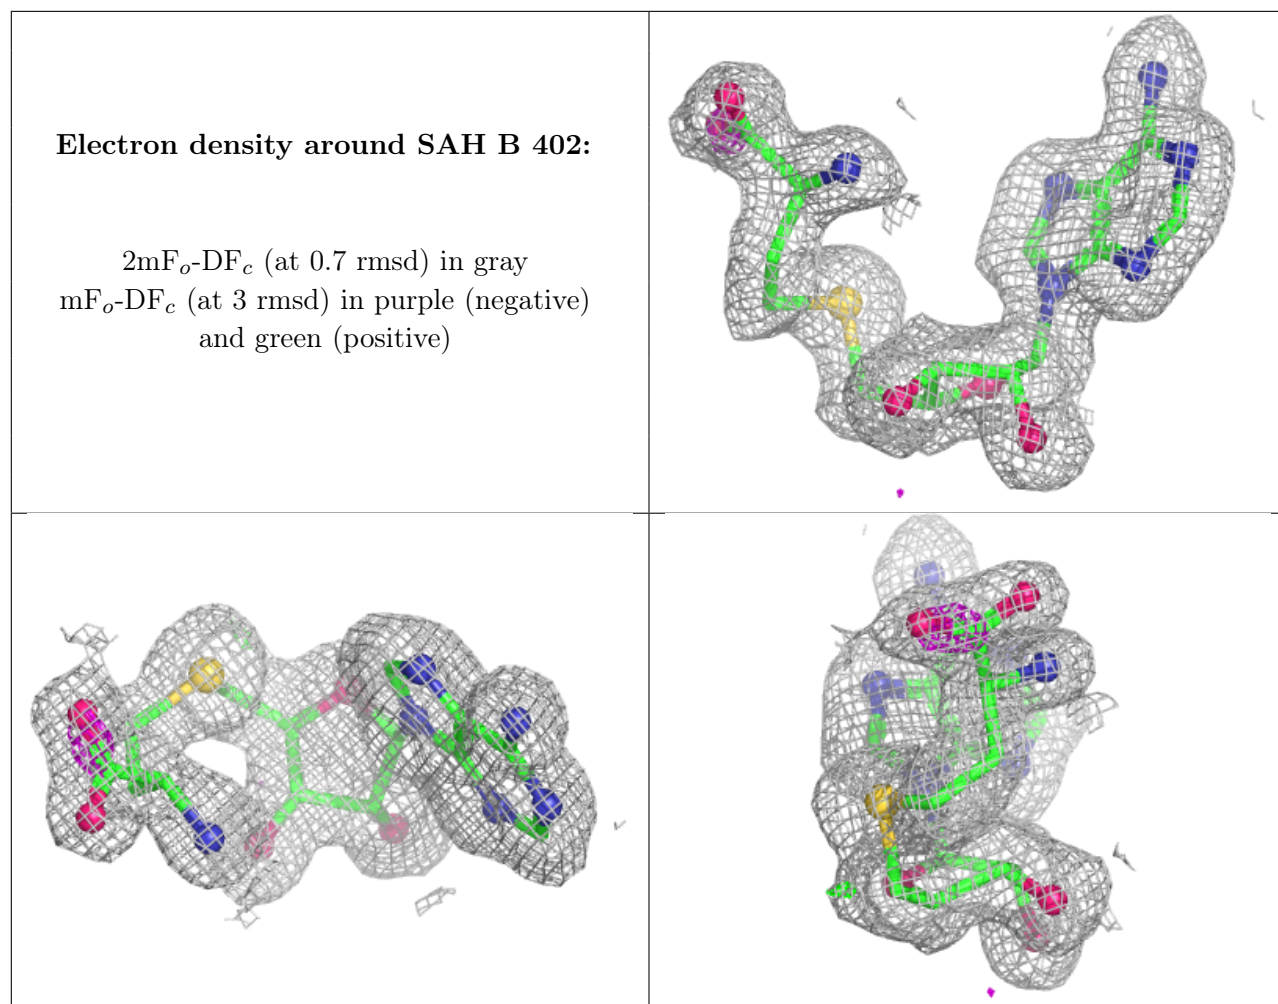 Electron density around SAH B 402:
2mFo-DFc (at 0.7 rmsd) in gray
mFo-DFc (at 3 rmsd) in purple (negative)
and green (positive)